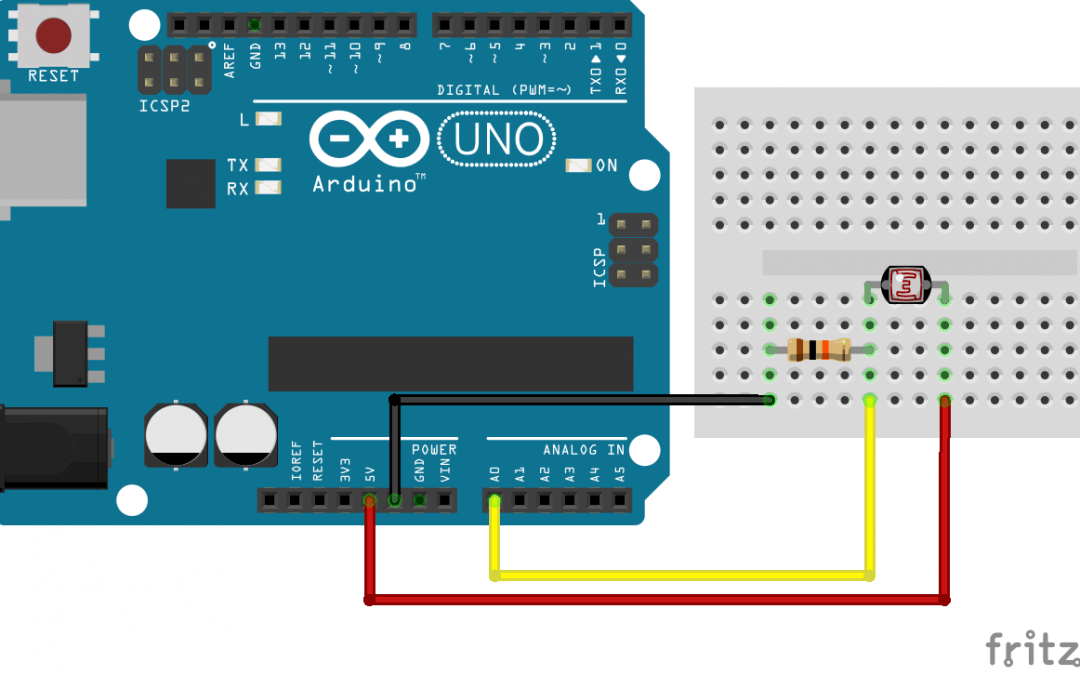 RESET
ICSP2
AREF
GND
13
12
~11
~10
~9
8
7
~6
~5
4
~3
2
TX0▶1
RX0◀0
DIGITAL (PWM=~)
L
TX
RX
UNO
Arduino™
ON
1
ICSP
IOREF
RESET
3V3
5V
POWER
GND
VIN
ANALOG IN
A0
A1
A2
A3
A4
A5
fritz